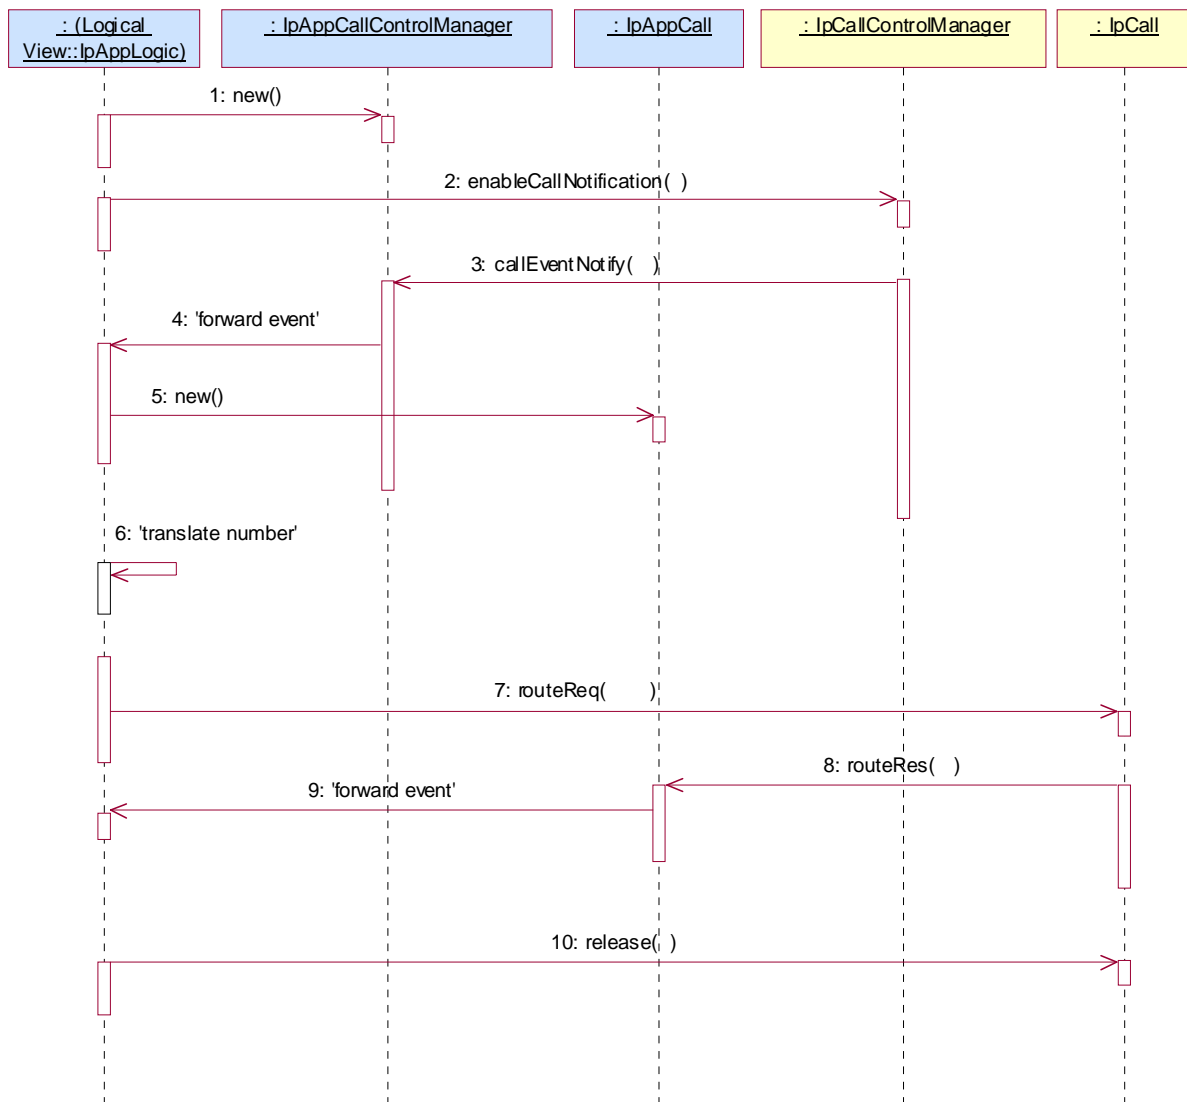 : (Logical
View::IpAppLogic)
: IpAppCallControlManager
: IpAppCall
: IpCallControlManager
: IpCall
1: new()
2: enableCallNotification( )
3: callEventNotify( )
4: 'forward event'
5: new()
6: 'translate number'
7: routeReq( )
8: routeRes( )
9: 'forward event'
10: release( )